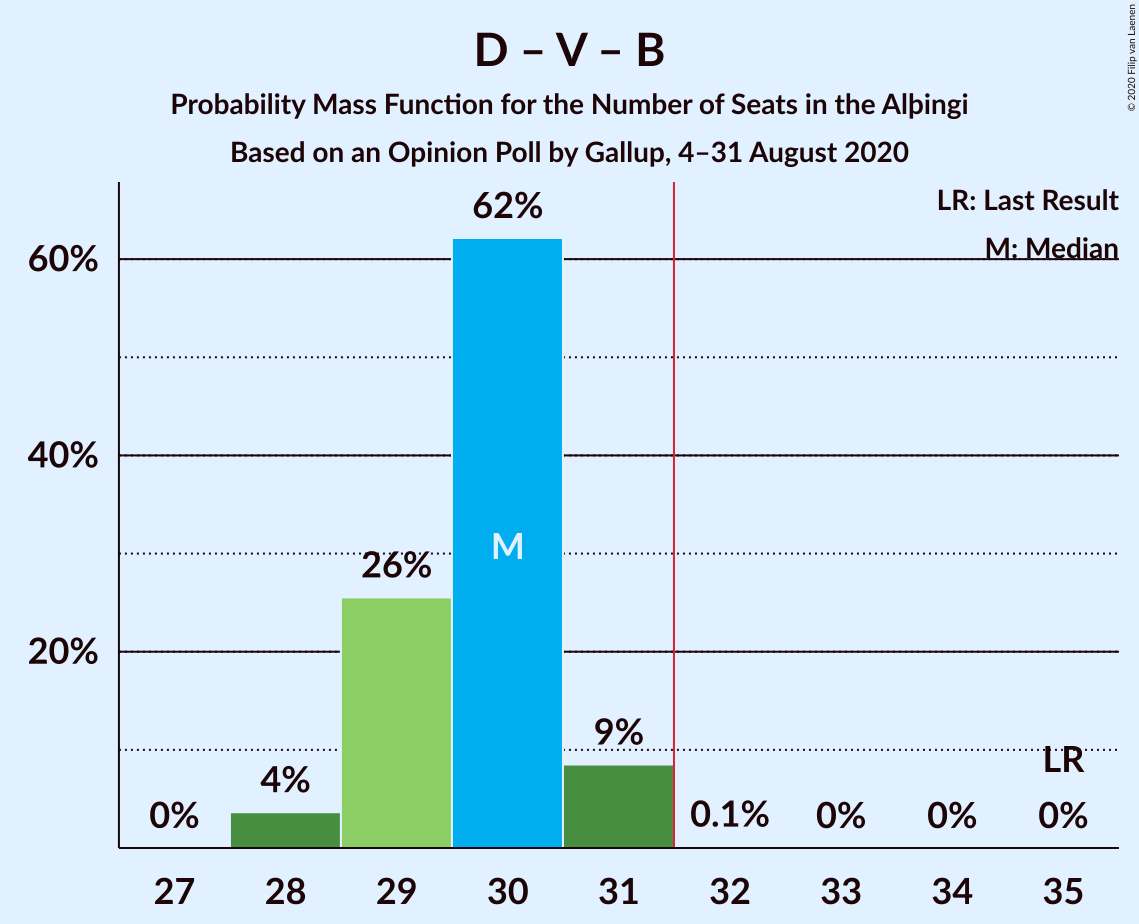 D – V – B
Probability Mass Function for the Number of Seats in the Alþingi
Based on an Opinion Poll by Gallup, 4–31 August 2020
© 2020 Filip van Laenen
LR: Last Result
M: Median
62%
60%
40%
M
26%
20%
9%
LR
4%
0%
0.1%
0%
0%
0%
27 28 29 30 31 32 33 34 35